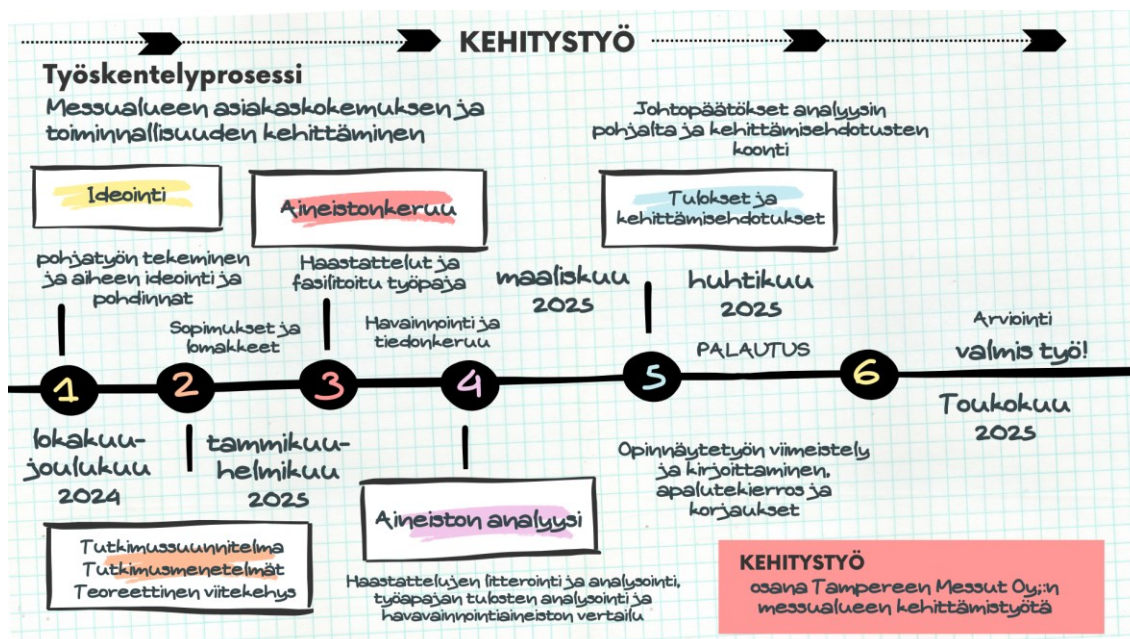 KEHITYSTYÖ
Työskentelyprosessi
Messualueen asiakaskokemuksen ja
toiminnallisuuden kehittäminen
Johtopäätökset analyysin
pohjalta ja kehittämisehdotusten
koonti
Ideointi
Aineistonkeruu
Tulokset ja
kehittämisehdotukset
pohjatyön tekeminen
ja aiheen ideointi ja
pohdinnat
Haastattelut ja
fasilitoitu työpaja
maaliskuu
2025
huhtikuu
2025
Sopimukset ja
lomakkeet
Havainnointi ja
tiedonkeruu
PALAUTUS
Arviointi
valmis työ!
1
2
3
4
5
6
lokakuu-
joulukuu
2024
tammikuu-
helmikuu
2025
Toukokuu
2025
Opinnäytetyön viimeistely
ja kirjoittaminen,
apalutekierros ja
korjaukset
Aineiston analyysi
Tutkimussuunnitelma
Tutkimusmenetelmät
Teoreettinen viitekehys
Haastattelujen litterointi ja analysointi,
työapajan tulosten analysointi ja
havavainnointiaineiston vertailu
KEHITYSTYÖ
osana Tampereen Messut Oy;:n
messualueen kehittämistyötä